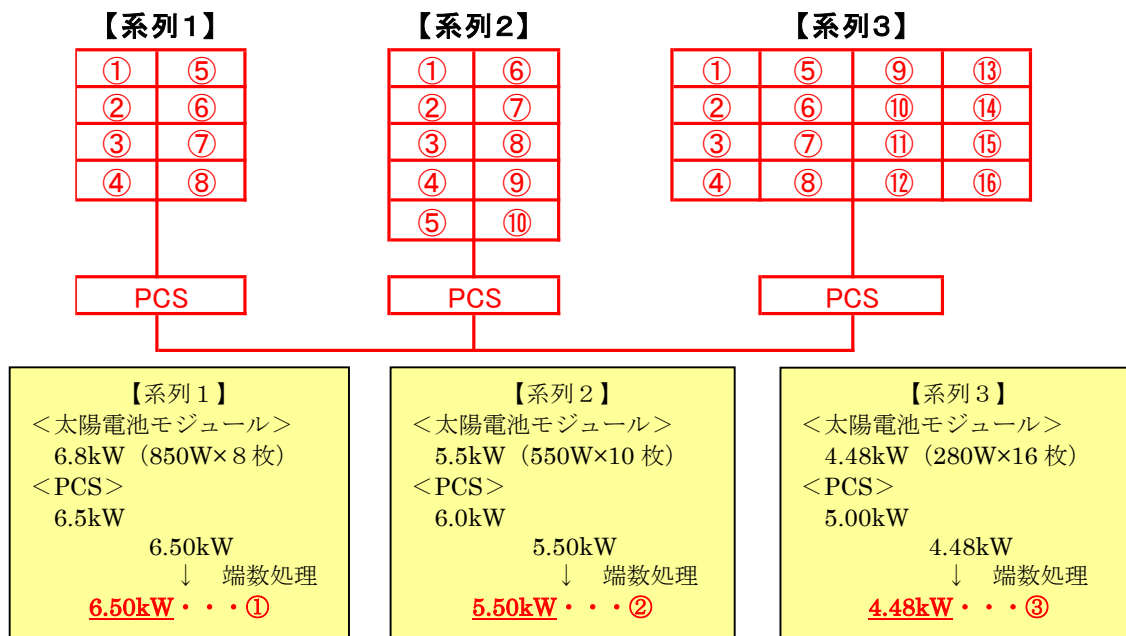 【系列1】 【系列2】 【系列3】
① ⑤ ① ⑥ ① ⑤ ⑨ ⑬
② ⑥ ② ⑦ ② ⑥ ⑩ ⑭
③ ⑦ ③ ⑧ ③ ⑦ ⑪ ⑮
④ ⑧ ④ ⑨ ④ ⑧ ⑫ ⑯
⑤ ⑩
PCS PCS PCS
【系列１】
＜太陽電池モジュール＞
6.8kW（850W×８枚）
＜PCS＞
6.5kW
6.50kW
↓ 端数処理
6.50kW・・・①
【系列２】
＜太陽電池モジュール＞
5.5kW（550W×10 枚）
＜PCS＞
6.0kW
5.50kW
↓ 端数処理
5.50kW・・・②
【系列３】
＜太陽電池モジュール＞
4.48kW（280W×16 枚）
＜PCS＞
5.00kW
4.48kW
↓ 端数処理
4.48kW・・・③